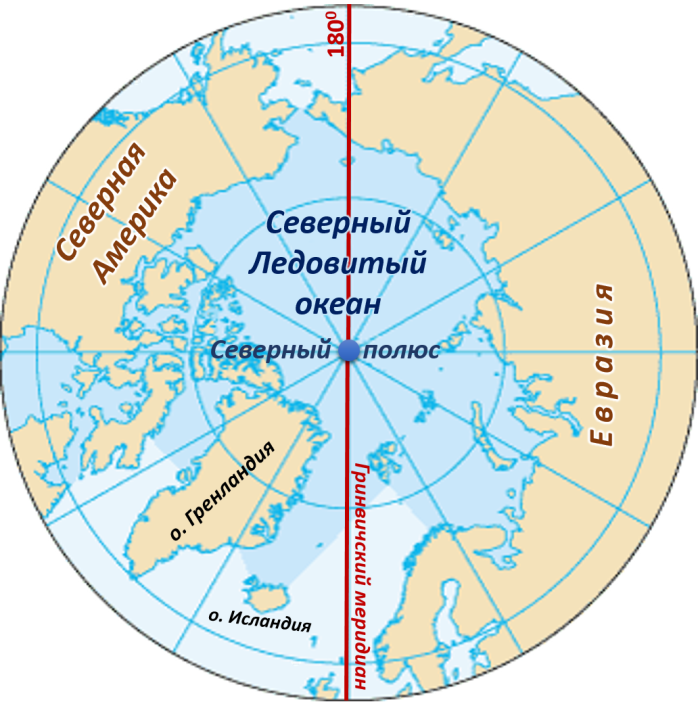 180⁰
Северная
Америка
Северный
Ледовитый
океан
Северный полюс
Евразия
о. Гренландия
Гринвичский меридиан
о. Исландия